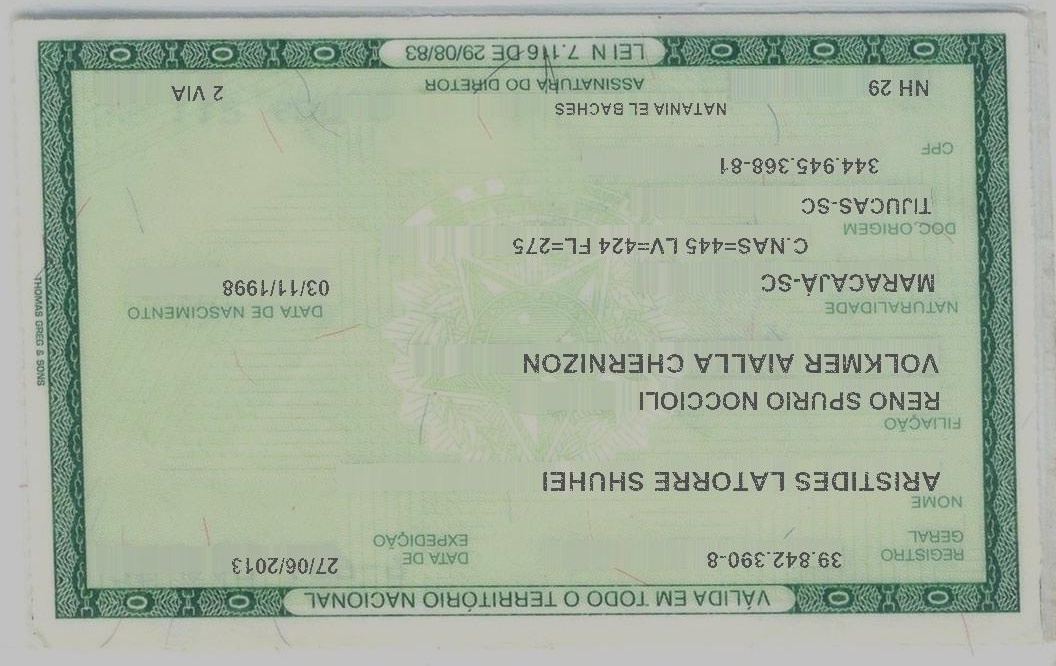 VÁLIDA EM TODO O TERRITÓRIO NACIONAL
REGISTRO GERAL 39.842.390-8 DATA DE EXPEDIÇÃO 27/06/2013
NOME
ARISTIDES LATORRE SHUHEI
FILIAÇÃO
RENO SPURIO NOCCIOLI
VOLKMER AIALLA CHERNIZON
NATURALIDADE DATA DE NASCIMENTO
MARACAJÁ-SC 03/11/1998
C.NAS=445 LV=424 FL=275
DOC.ORIGEM
TIJUCAS-SC
344.945.368-81
CPF
NATANIA EL BACHES
NH 29 ASSINATURA DO DIRETOR 2 VIA
LEI N 7.116 DE 29/08/83
THOMAS GREG & SONS